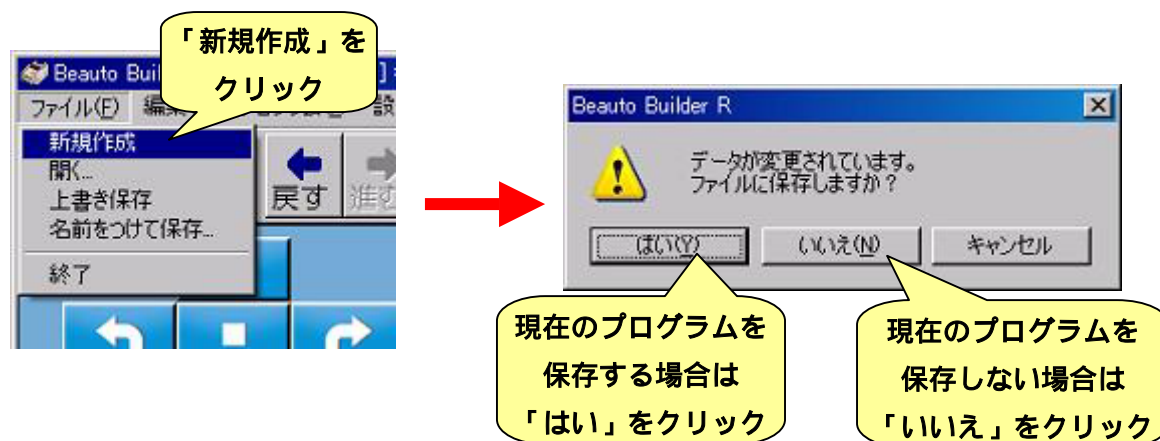 「新規作成」を
クリック
Beauto Buil
ファイル(F) 編集
新規作成
開く...
上書き保存
名前をつけて保存...
終了
戻す
進む
Beauto Builder R
データが変更されています。
ファイルに保存しますか？
はい(Y) いいえ(N) キャンセル
現在のプログラムを
保存する場合は
「はい」をクリック
現在のプログラムを
保存しない場合は
「いいえ」をクリック